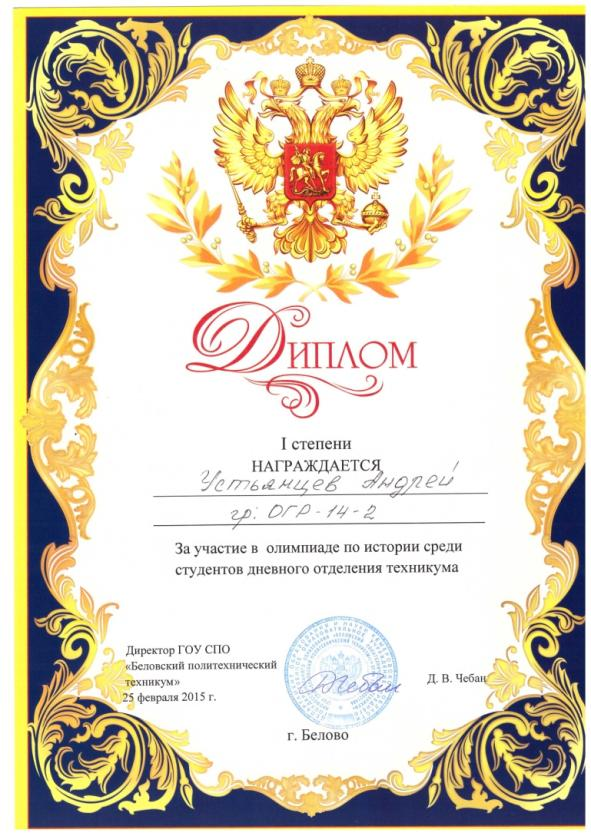 Диплом
I степени
НАГРАЖДАЕТСЯ
Устьянцев Андрей
гр: ОГР-14-2
За участие в олимпиаде по истории среди
студентов дневного отделения техникума
Директор ГОУ СПО
«Беловский политехнический
техникум»
25 февраля 2015 г.
Д. В. Чебан
г. Белово